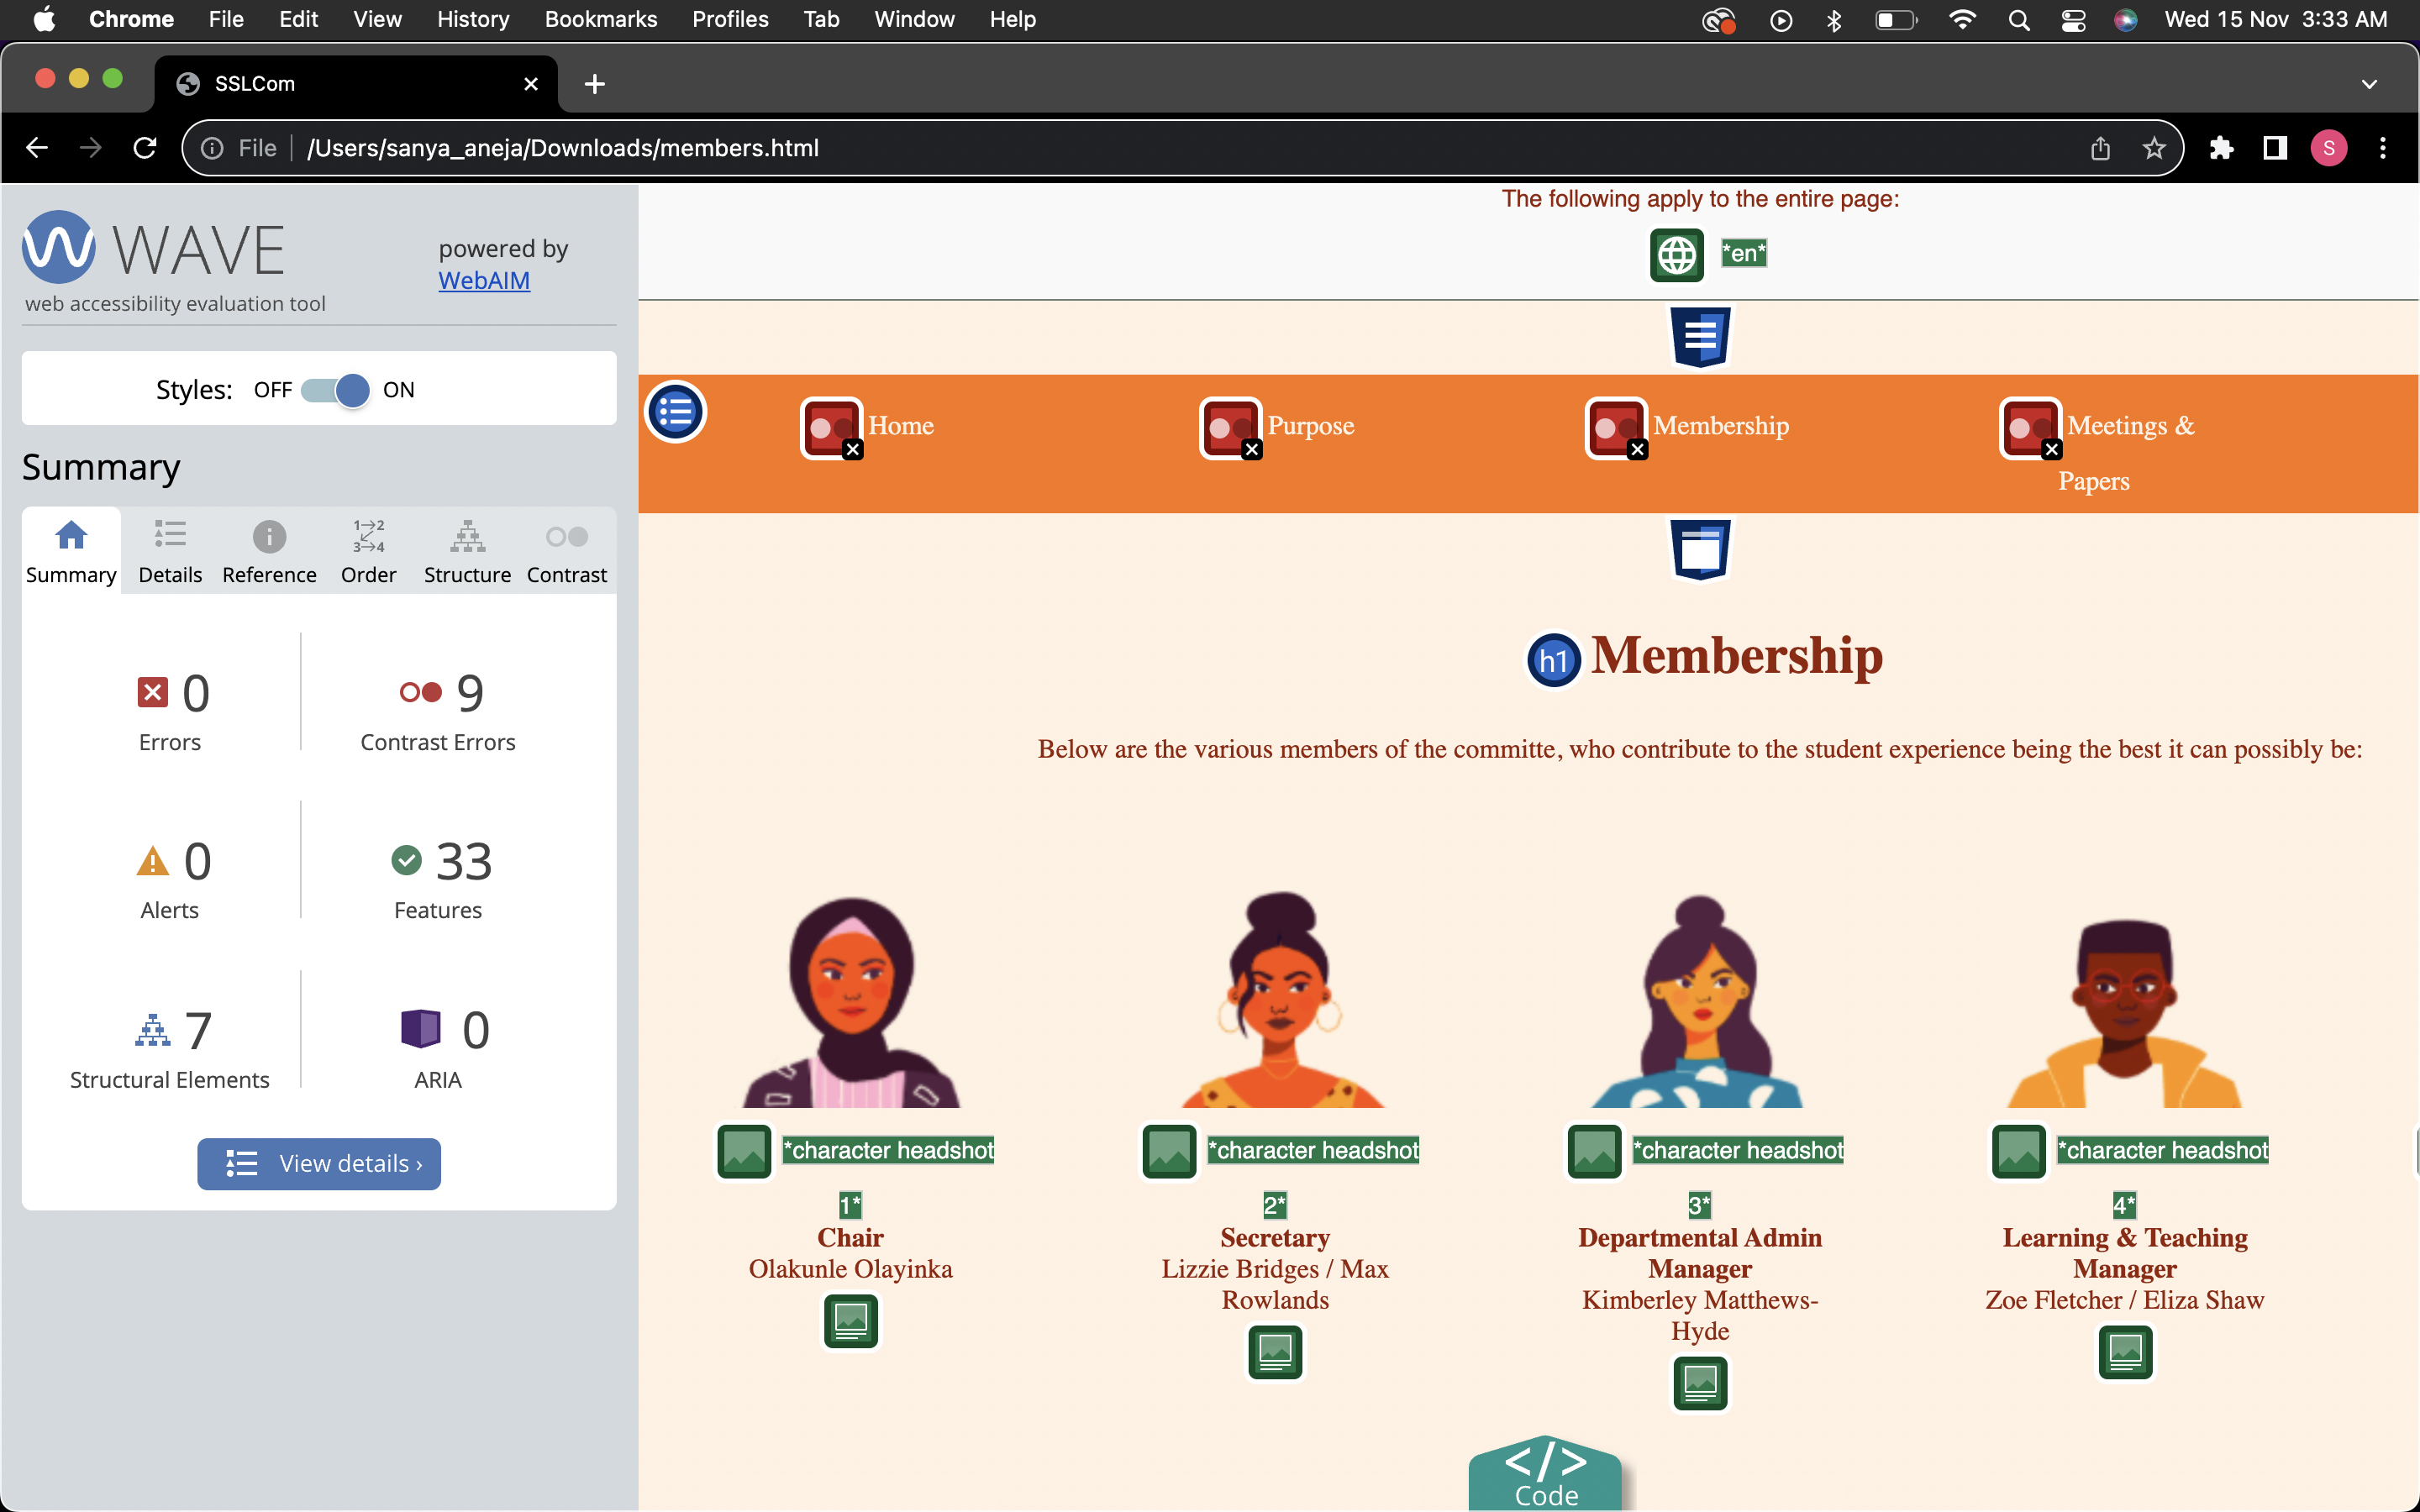 Chrome File Edit View History Bookmarks Profiles Tab Window Help Wed 15 Nov 3:33 AM
SSLCom
File /Users/sanya_aneja/Downloads/members.html S
WAVE
powered by
WebAIM
web accessibility evaluation tool
Styles: OFF ON
Summary
1→2
3→4
Summary Details Reference Order Structure Contrast
0 9
Errors Contrast Errors
0 33
Alerts Features
7 0
Structural Elements ARIA
View details ›
The following apply to the entire page:
*en*
Home Purpose Membership Meetings &
Papers
h1 Membership
Below are the various members of the committe, who contribute to the student experience being the best it can possibly be:
*character headshot
1*
Chair
Olakunle Olayinka
*character headshot
2*
Secretary
Lizzie Bridges / Max
Rowlands
*character headshot
3*
Departmental Admin
Manager
Kimberley Matthews-
Hyde
*character headshot
4*
Learning & Teaching
Manager
Zoe Fletcher / Eliza Shaw
</>
Code